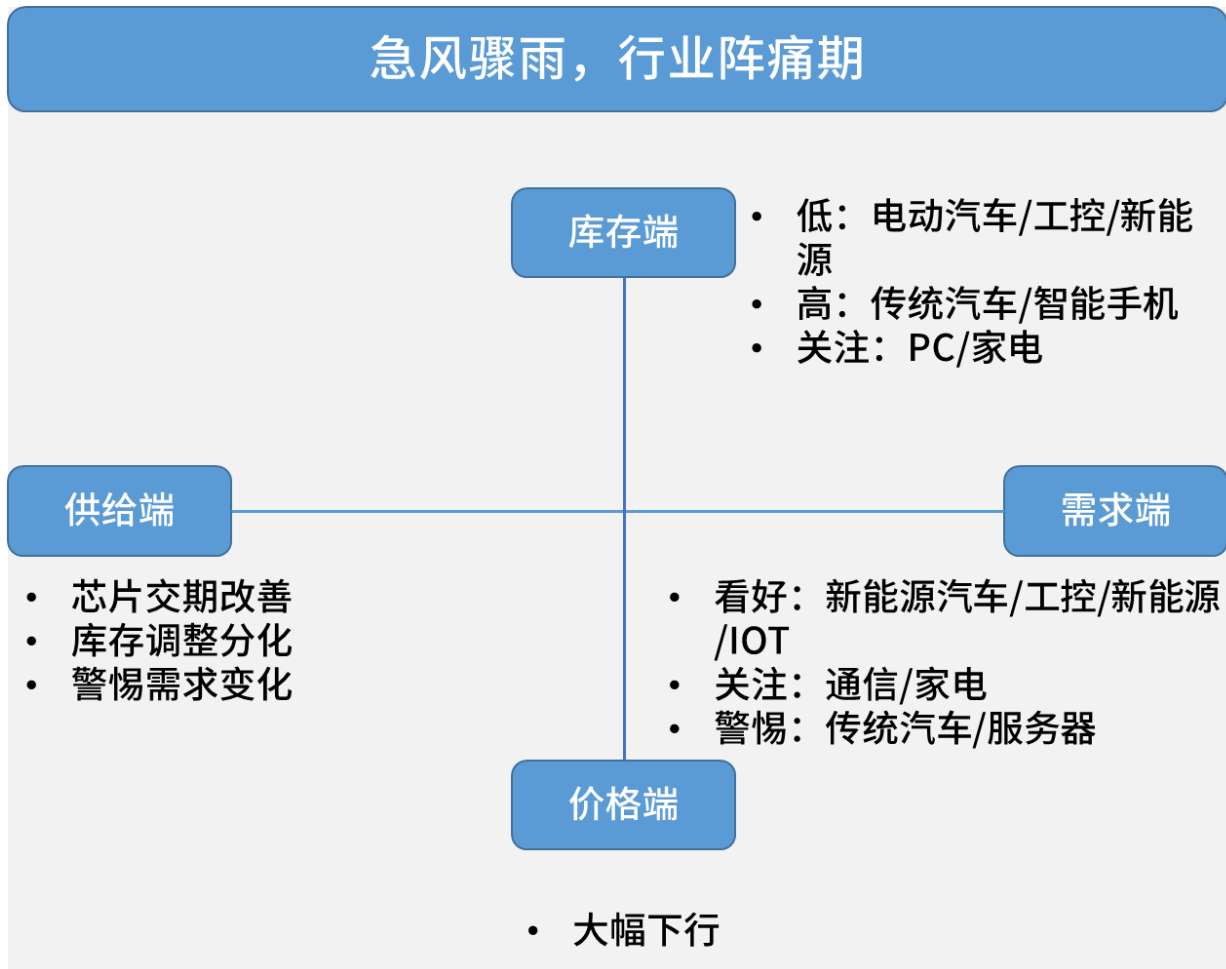 急风骤雨，行业阵痛期
库存端
• 低：电动汽车/工控/新能
源
• 高：传统汽车/智能手机
• 关注：PC/家电
供给端
需求端
• 芯片交期改善
• 库存调整分化
• 警惕需求变化
• 看好：新能源汽车/工控/新能源
/IOT
• 关注：通信/家电
• 警惕：传统汽车/服务器
价格端
• 大幅下行